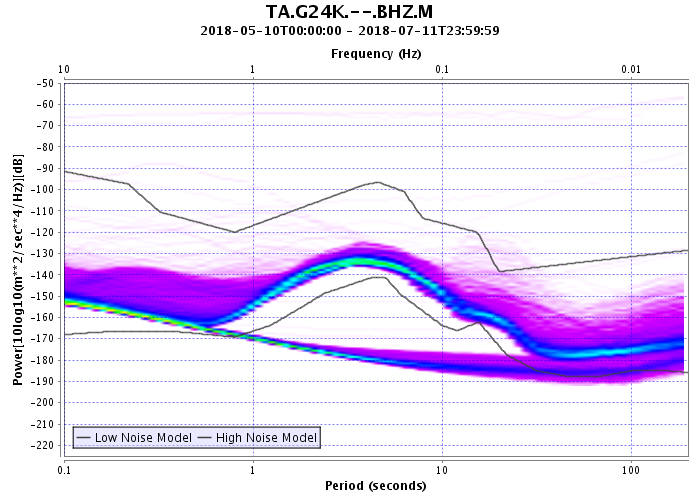 TA.G24K.--.BHZ.M
2018-05-10T00:00:00 - 2018-07-11T23:59:59
Frequency (Hz)
10 1 0.1 0.01
-50
-60
-70
-80
-90
-100
-110
-120
-130
-140
-150
-160
-170
-180
-190
-200
-210
-220
Power[10log10(m**2/sec**4/Hz)][dB]
Low Noise Model High Noise Model
0.1 1 10 100
Period (seconds)